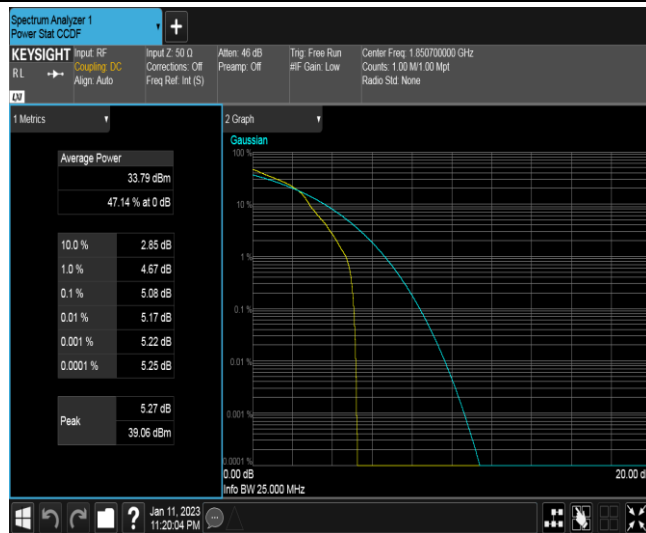 Spectrum Analyzer 1
Power Stat CCDF
+
KEYSIGHT
RL
LXI
Input: RF
Coupling: DC
Align: Auto
Input Z: 50 Ω
Corrections: Off
Freq Ref: Int (S)
Atten: 46 dB
Preamp: Off
Trig: Free Run
#IF Gain: Low
Center Freq: 1.850700000 GHz
Counts: 1.00 M/1.00 Mpt
Radio Std: None
1 Metrics
Average Power
33.79 dBm
47.14 % at 0 dB
10.0 % 2.85 dB
1.0 % 4.67 dB
0.1 % 5.08 dB
0.01 % 5.17 dB
0.001 % 5.22 dB
0.0001 % 5.25 dB
Peak
5.27 dB
39.06 dBm
2 Graph
Gaussian
100 %
10 %
1 %
0.1 %
0.01 %
0.001 %
0.0001 %
0.00 dB
20.00 d
Info BW 25.000 MHz
?
Jan 11, 2023
11:20:04 PM